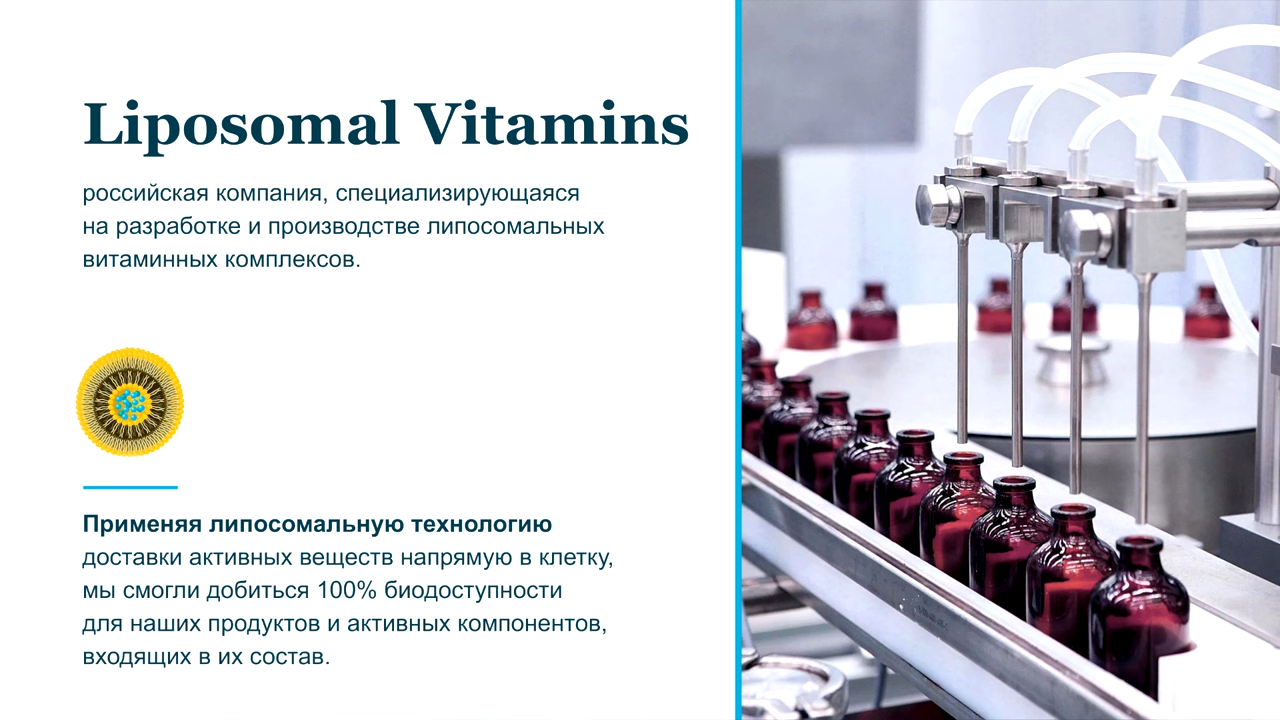 Liposomal Vitamins
российская компания, специализирующаяся
на разработке и производстве липосомальных
витаминных комплексов.
Применяя липосомальную технологию
доставки активных веществ напрямую в клетку,
мы смогли добиться 100% биодоступности
для наших продуктов и активных компонентов,
входящих в их состав.